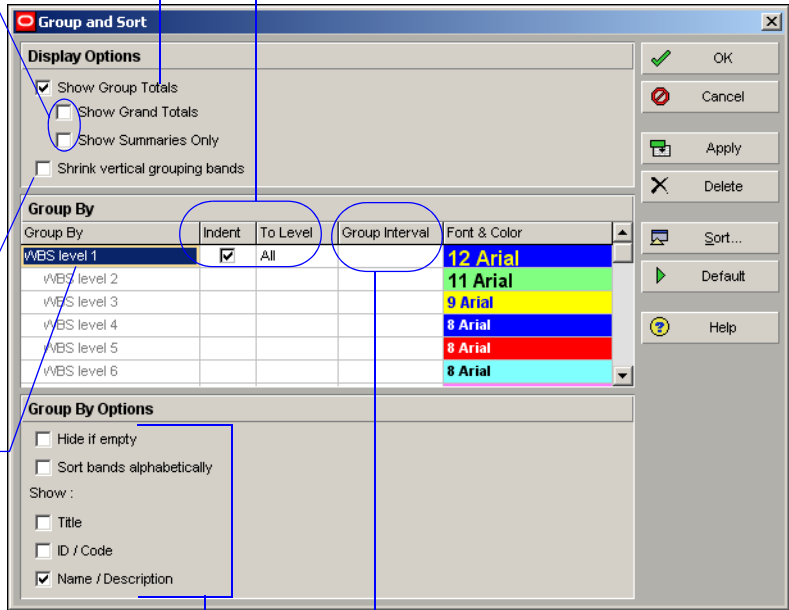 Group and Sort
Display Options
Show Group Totals
Show Grand Totals
Show Summaries Only
Shrink vertical grouping bands
Group By
Group By Indent To Level Group Interval Font & Color
WBS level 1 All 12 Arial
WBS level 2 11 Arial
WBS level 3 9 Arial
WBS level 4 8 Arial
WBS level 5 8 Arial
WBS level 6 8 Arial
Group By Options
Hide if empty
Sort bands alphabetically
Show :
Title
ID / Code
Name / Description
OK
Cancel
Apply
Delete
Sort...
Default
Help